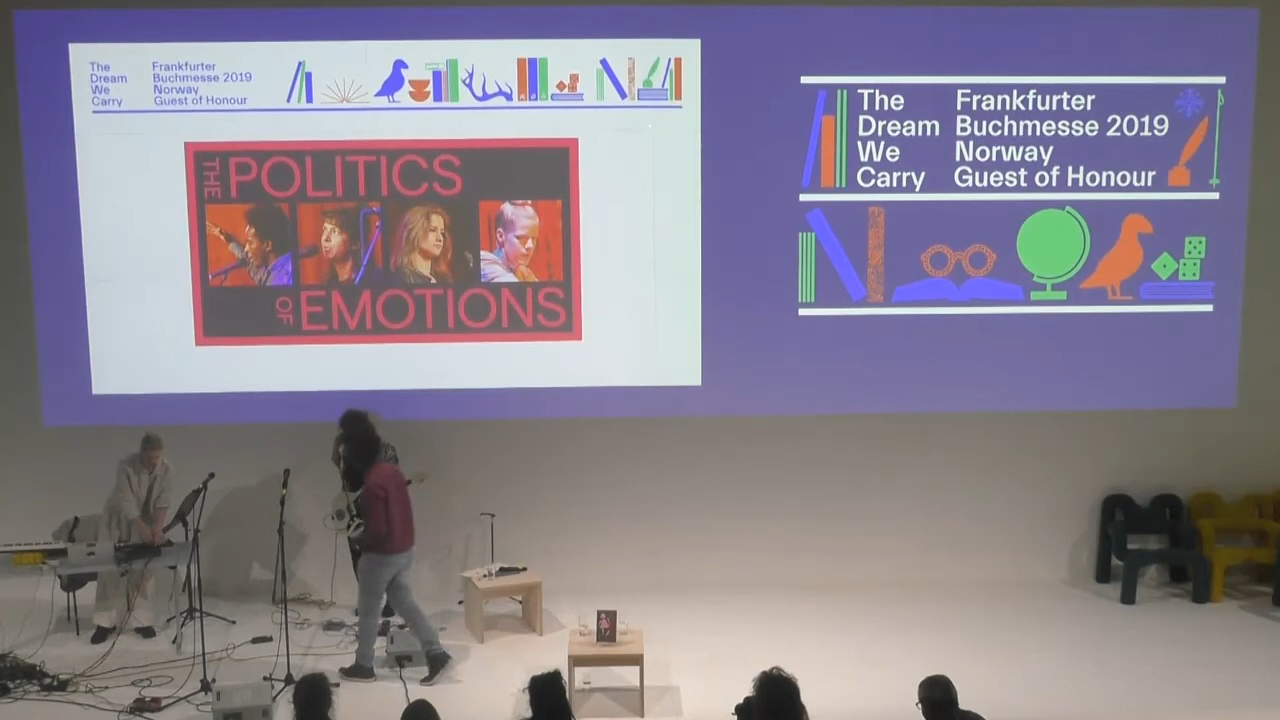 The Dream We Carry
Frankfurter Buchmesse 2019 Norway Guest of Honour
THE POLITICS
OF EMOTIONS
The Dream We Carry
Frankfurter Buchmesse 2019 Norway Guest of Honour